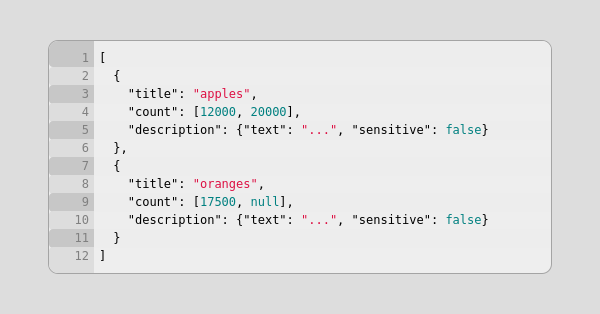 1 [
2   {
3     "title": "apples",
4     "count": [12000, 20000],
5     "description": {"text": "...", "sensitive": false}
6   },
7   {
8     "title": "oranges",
9     "count": [17500, null],
10     "description": {"text": "...", "sensitive": false}
11   }
12 ]